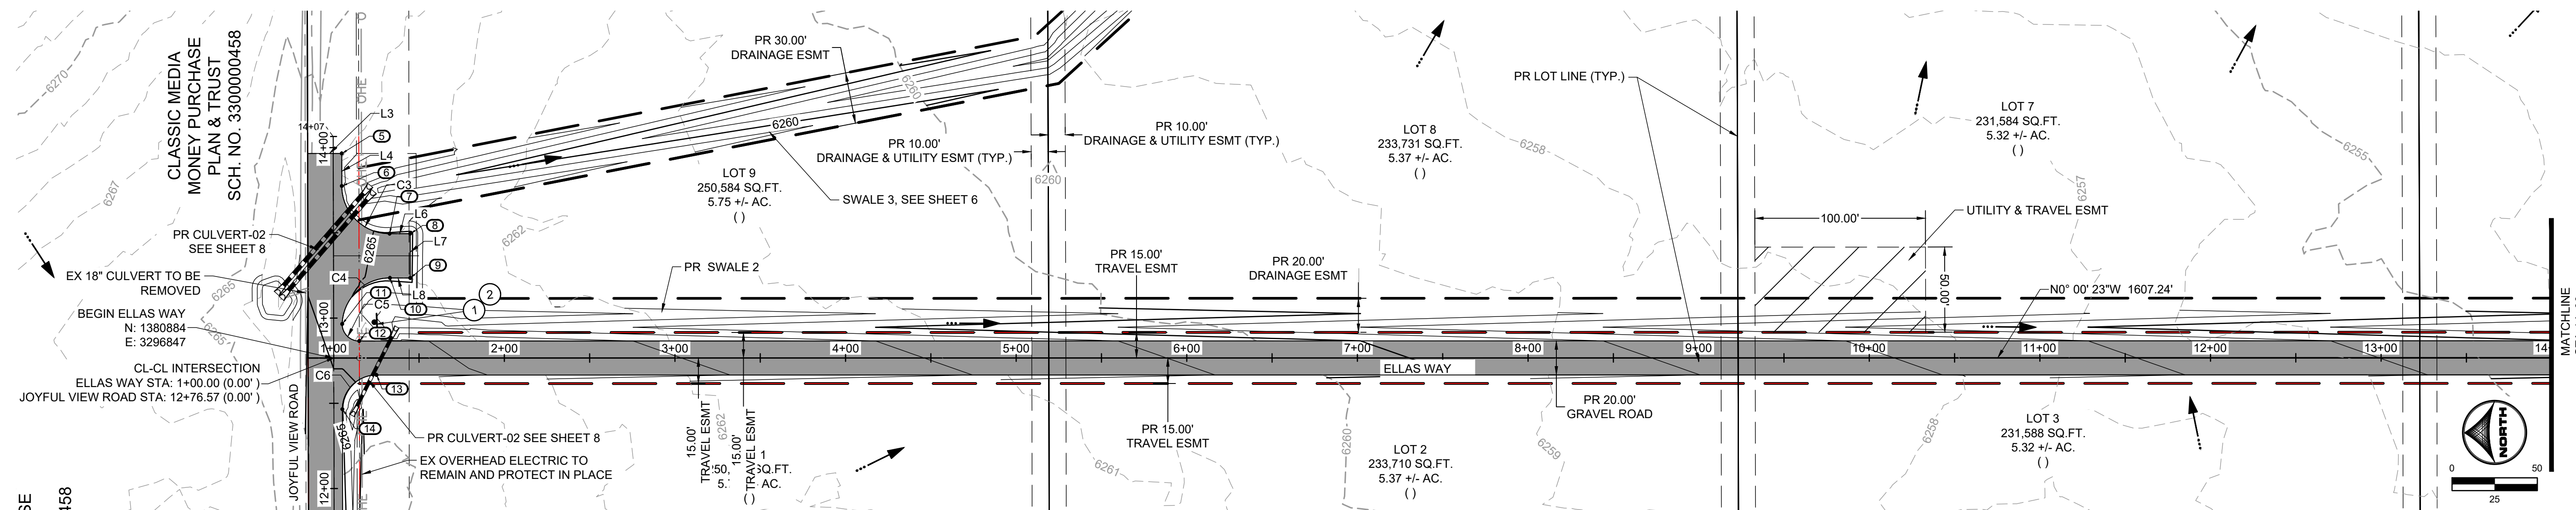 CLASSIC MEDIA
MONEY PURCHASE
PLAN & TRUST
SCH. NO. 3300000458
6270
6267
6265
6265
OHE
14+07
14+00
L3
5
L4
6
C3
7
L6
8
L7
9
6265
C4
11
L8
C5
10
12
1
2
13+00
PR CULVERT-02
SEE SHEET 8
EX 18" CULVERT TO BE
REMOVED
BEGIN ELLAS WAY
N: 1380884
E: 3296847
CL-CL INTERSECTION
ELLAS WAY STA: 1+00.00 (0.00' )
JOYFUL VIEW ROAD STA: 12+76.57 (0.00' )
C6
13
14
6265
OHE
12+00
JOYFUL VIEW ROAD
PR CULVERT-02 SEE SHEET 8
EX OVERHEAD ELECTRIC TO
REMAIN AND PROTECT IN PLACE
SE
458
PR 30.00'
DRAINAGE ESMT
6260
6260
6262
LOT 9
250,584 SQ.FT.
5.75 +/- AC.
( )
PR 10.00'
DRAINAGE & UTILITY ESMT (TYP.)
SWALE 3, SEE SHEET 6
PR 10.00'
DRAINAGE & UTILITY ESMT (TYP.)
6260
PR SWALE 2
PR 15.00'
TRAVEL ESMT
PR 20.00'
DRAINAGE ESMT
LOT 8
233,731 SQ.FT.
5.37 +/- AC.
( )
6258
PR LOT LINE (TYP.)
100.00'
UTILITY & TRAVEL ESMT
50.00'
LOT 7
231,584 SQ.FT.
5.32 +/- AC.
( )
6257
6255
N0° 00' 23"W 1607.24'
1+00
2+00
3+00
4+00
5+00
6+00
7+00
8+00
9+00
10+00
11+00
12+00
13+00
14
ELLAS WAY
MATCHLINE
15.00'
TRAVEL ESMT
6262
15.00'
TRAVEL ESMT
1
SQ.FT.
AC.
( )
6261
PR 15.00'
TRAVEL ESMT
6260
LOT 2
233,710 SQ.FT.
5.37 +/- AC.
( )
6259
PR 20.00'
GRAVEL ROAD
6258
LOT 3
231,588 SQ.FT.
5.32 +/- AC.
( )
NORTH
0
50
25